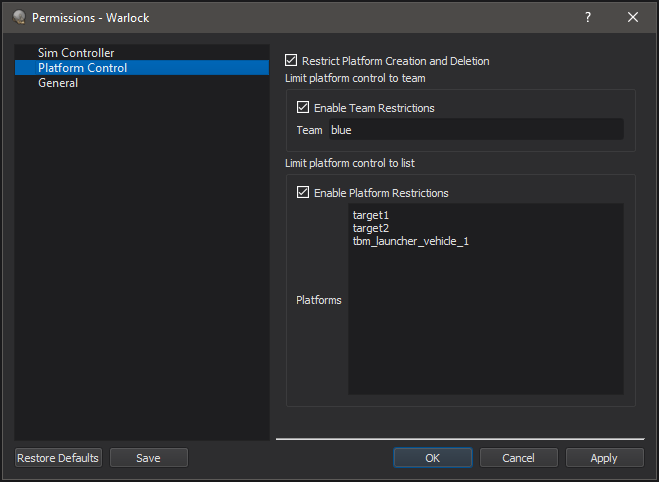 Permissions - Warlock
?
Sim Controller
Platform Control
General
Restrict Platform Creation and Deletion
Limit platform control to team
Enable Team Restrictions
Team blue
Limit platform control to list
Enable Platform Restrictions
target1
target2
tbm_launcher_vehicle_1
Platforms
Restore Defaults Save OK Cancel Apply